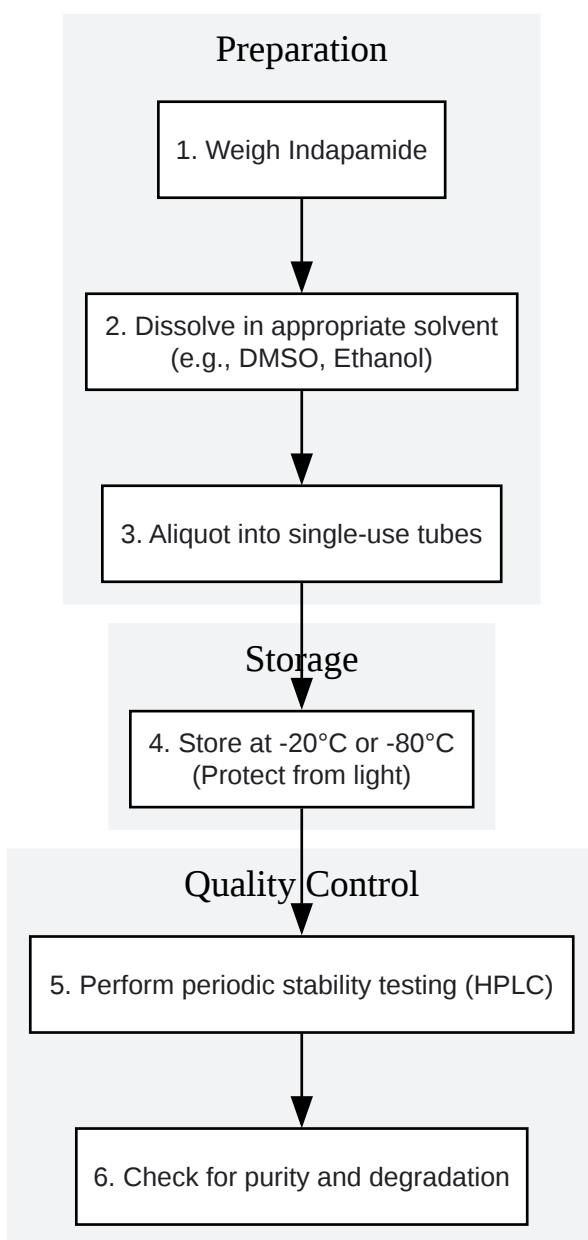 Preparation
1. Weigh Indapamide
2. Dissolve in appropriate solvent
(e.g., DMSO, Ethanol)
3. Aliquot into single-use tubes
Storage
4. Store at -20°C or -80°C
(Protect from light)
Quality Control
5. Perform periodic stability testing (HPLC)
6. Check for purity and degradation